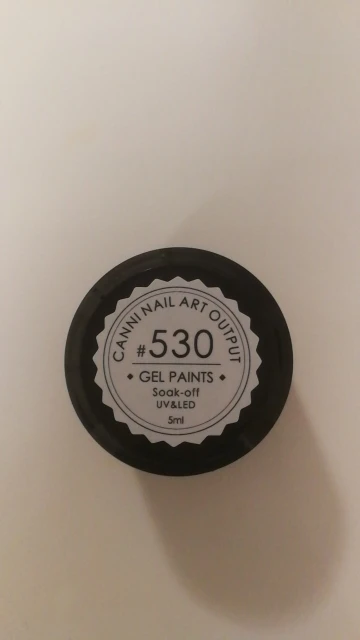 CANNI NAIL ART OUTPUT
#530
• GEL PAINTS •
Soak-off
UV&LED
5ml